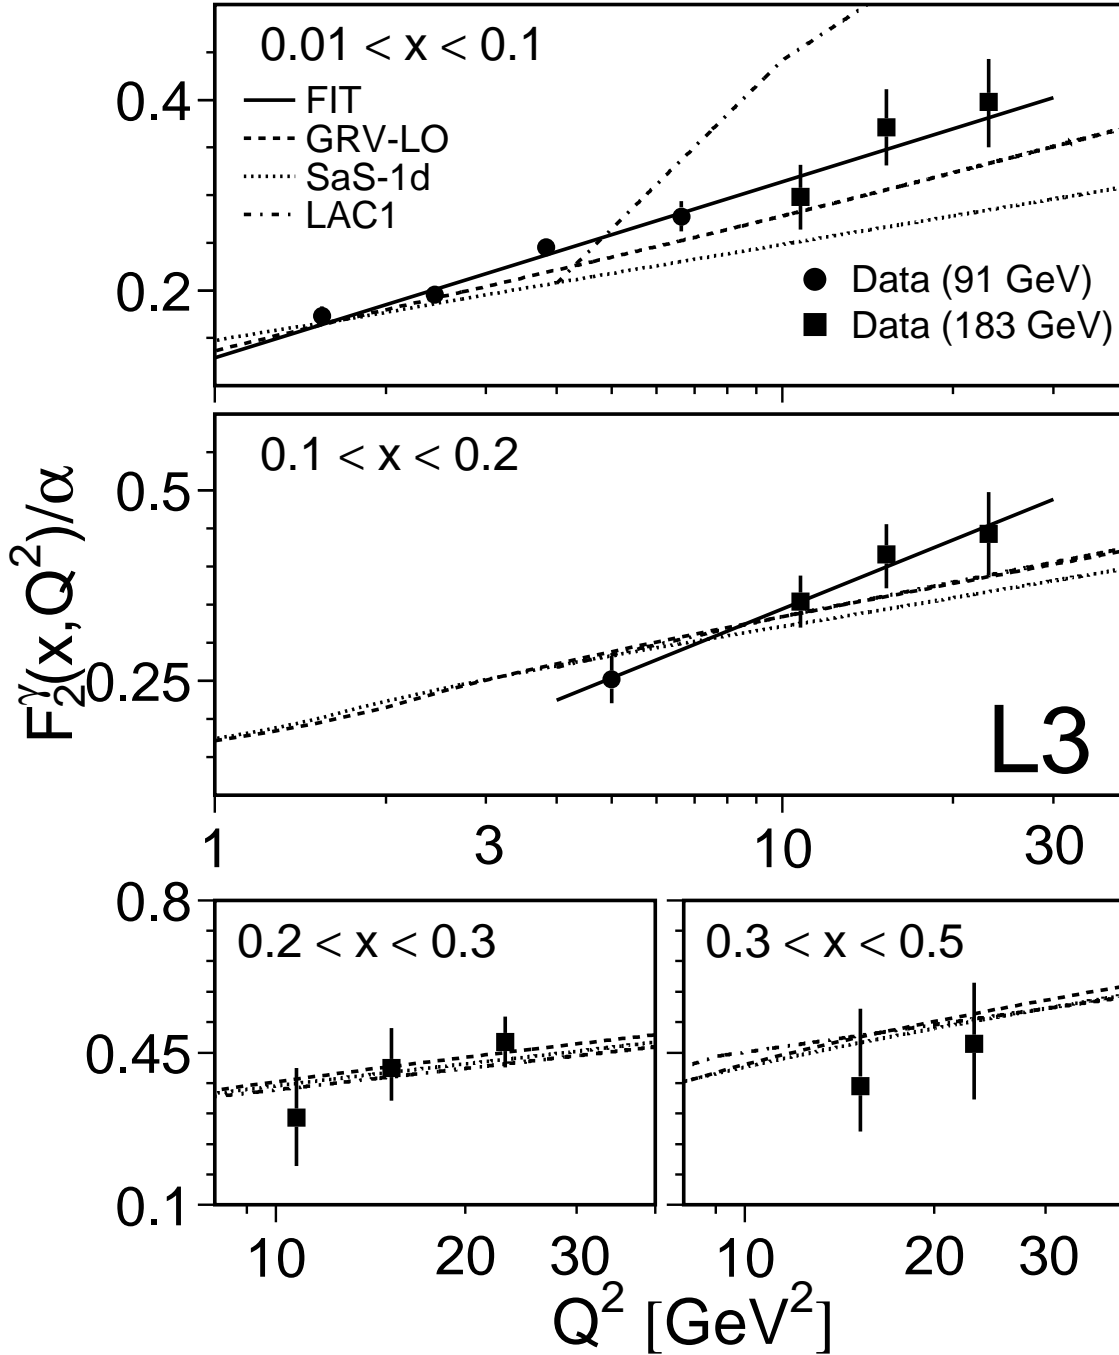 0.01 < x < 0.1
FIT
GRV-LO
SaS-1d
LAC1
Data (91 GeV)
Data (183 GeV)
0.4
0.2
0.1 < x < 0.2
0.5
0.25
L3
F₂^γ(x,Q²)/α
1 3 10 30
0.8
0.45
0.1
0.2 < x < 0.3
0.3 < x < 0.5
10 20 30 10 20 30
Q² [GeV²]